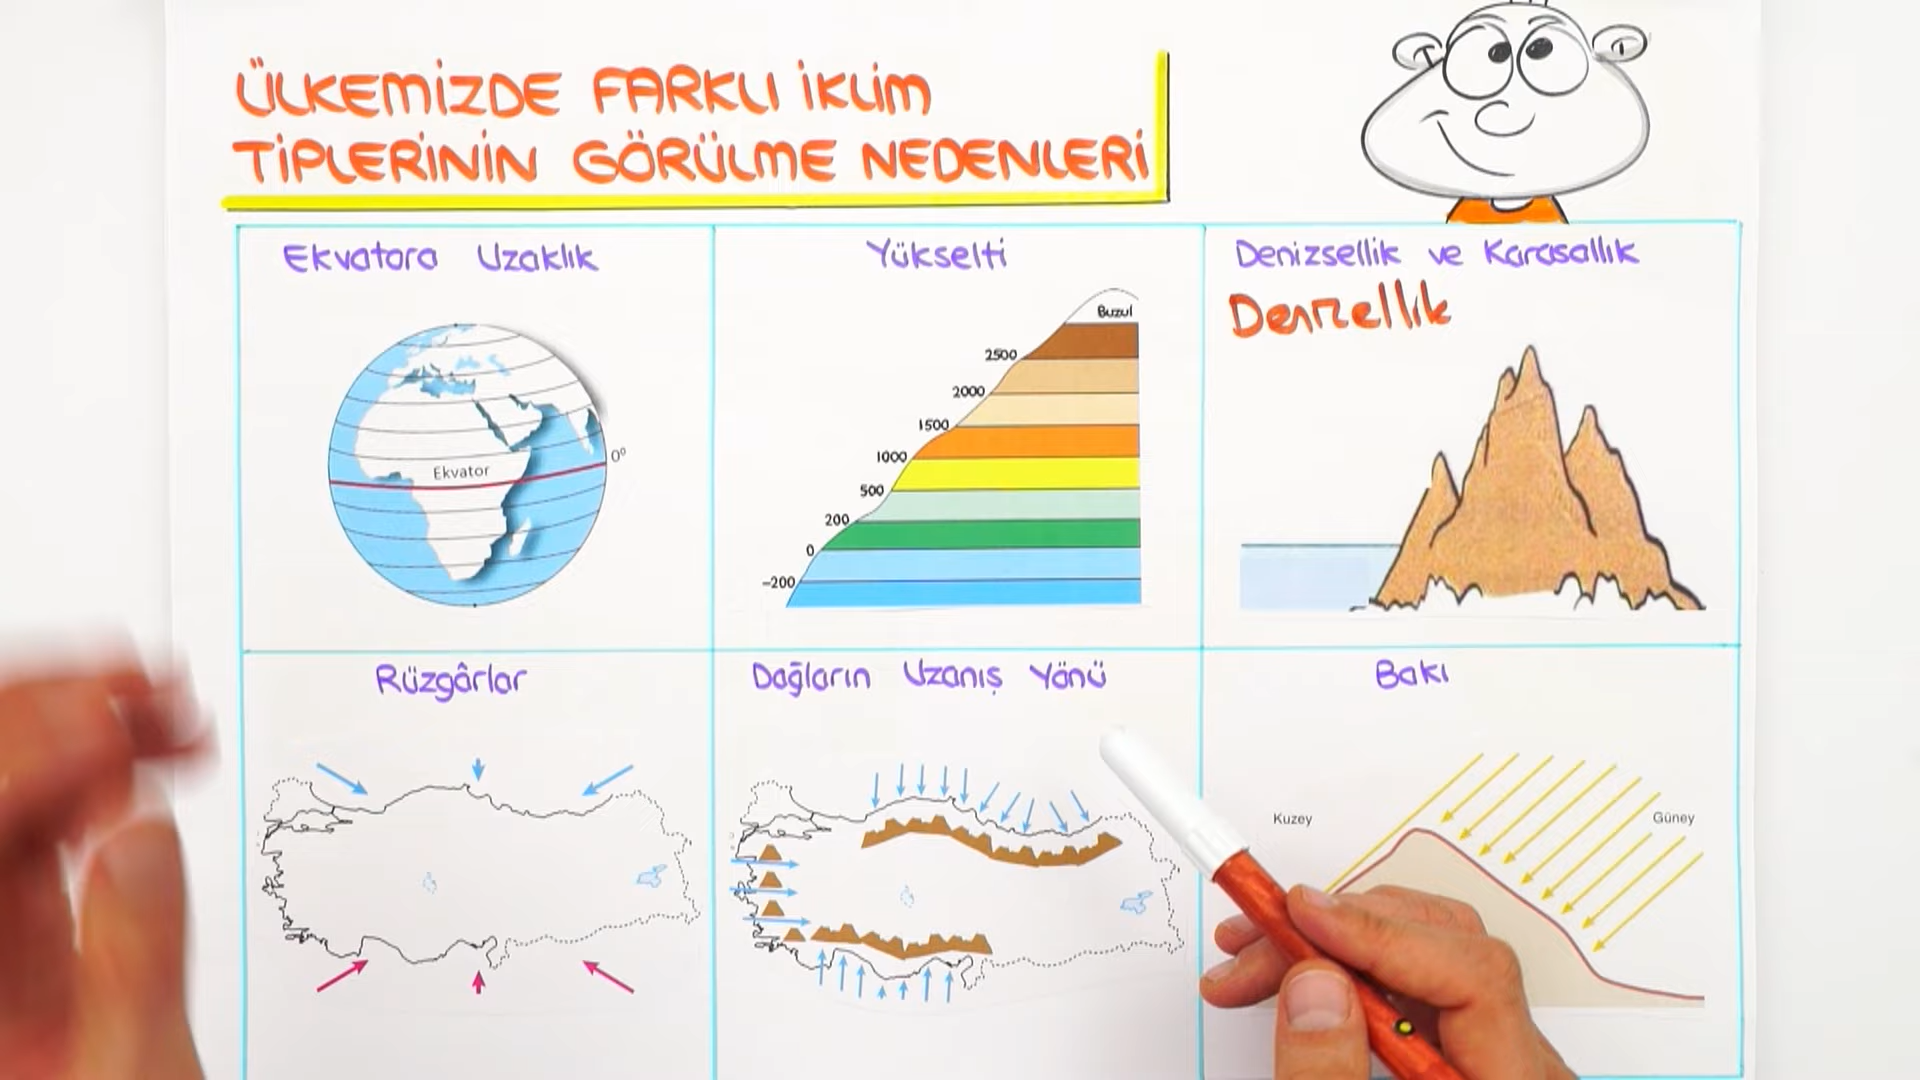 ÜLKEMİZDE FARKLI İKLİM
TİPLERİNİN GÖRÜLME NEDENLERİ
Ekvatora Uzaklık
Ekvator
0°
Yükselti
Buzul
2500
2000
1500
1000
500
200
0
-200
Denizsellik ve Karasallık
Denizellik
Rüzgârlar
Dağların Uzanış Yönü
Bakı
Kuzey
Güney